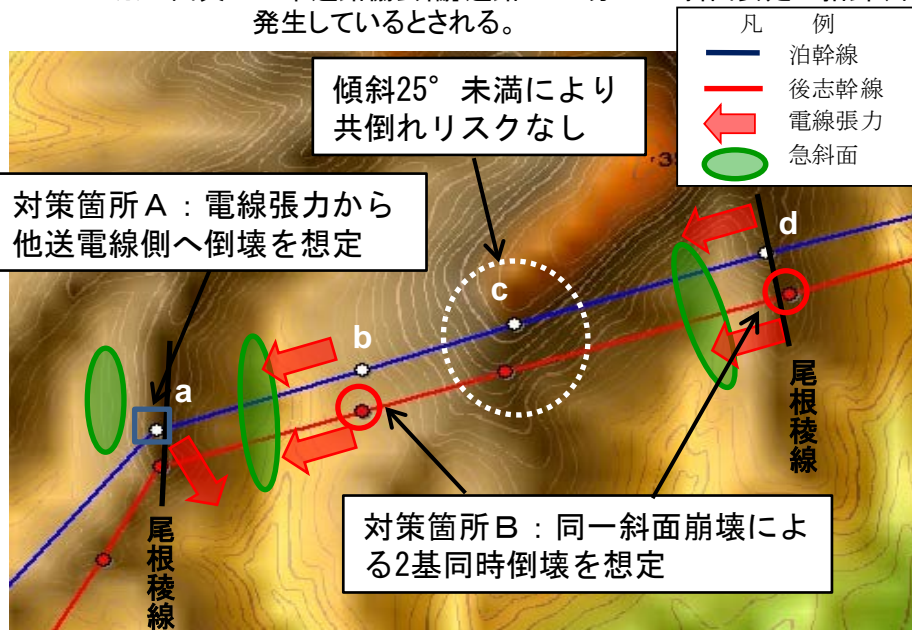 発生しているとされる。
凡　例
泊幹線
後志幹線
電線張力
急斜面
傾斜25°未満により
共倒れリスクなし
対策箇所Ａ：電線張力から
他送電線側へ倒壊を想定
d
c
b
a
尾根稜線
尾根稜線
対策箇所Ｂ：同一斜面崩壊によ
る2基同時倒壊を想定